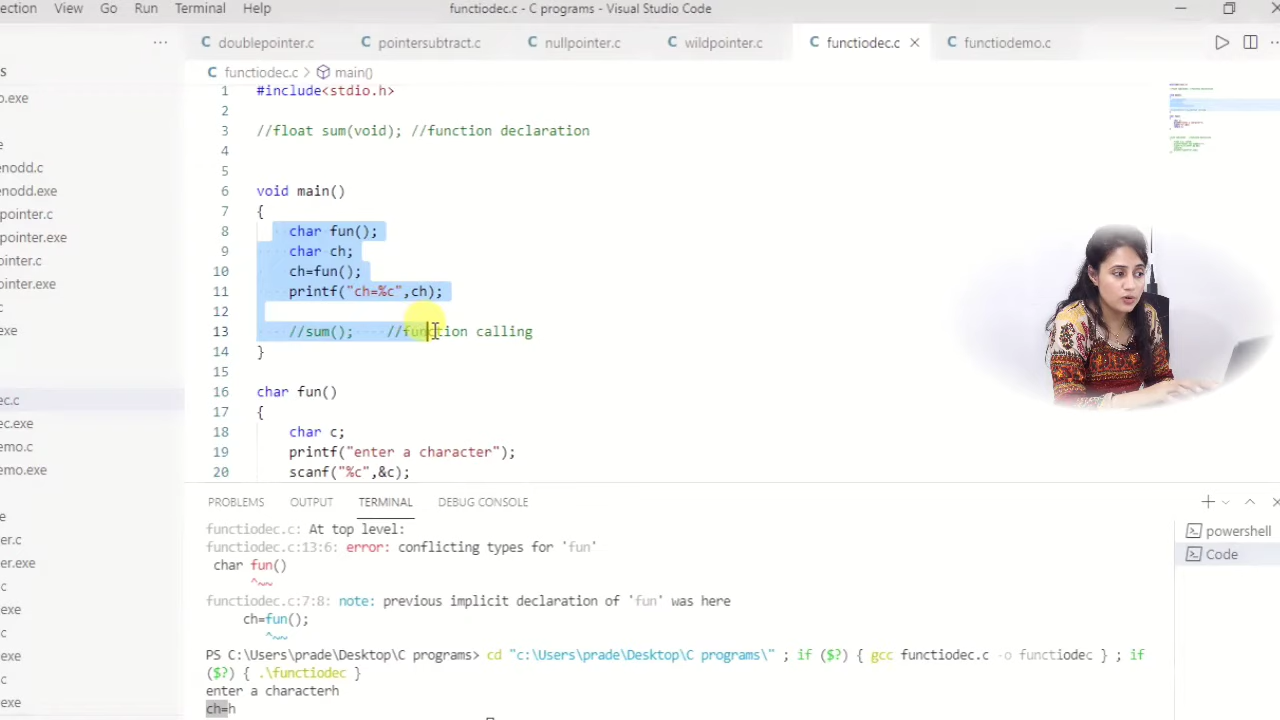 ection View Go Run Terminal Help functiodec.c - C programs - Visual Studio Code
··· C doublepointer.c C pointersubtract.c C nullpointer.c C wildpointer.c C functiodec.c × C functiodemo.c
C functiodec.c > main()
s
o.exe
e
enodd.c
enodd.exe
pointer.c
pointer.exe
ointer.c
inter.exe
c
exe
ec.c
ec.exe
emo.c
emo.exe
e
er.c
er.exe
c
exe
c
exe
c
exe
1 #include<stdio.h>
2
3 //float sum(void); //function declaration
4
5
6 void main()
7 {
8 char fun();
9 char ch;
10 ch=fun();
11 printf("ch=%c",ch);
12
13 //sum(); //function calling
14 }
15
16 char fun()
17 {
18 char c;
19 printf("enter a character");
20 scanf("%c",&c);
PROBLEMS OUTPUT TERMINAL DEBUG CONSOLE
powershell
Code
functiodec.c: At top level:
functiodec.c:13:6: error: conflicting types for 'fun'
char fun()
^~~
functiodec.c:7:8: note: previous implicit declaration of 'fun' was here
ch=fun();
^~~
PS C:\Users\prade\Desktop\C programs> cd "c:\Users\prade\Desktop\C programs\" ; if ($?) { gcc functiodec.c -o functiodec } ; if
($?) { .\functiodec }
enter a characterh
ch=h